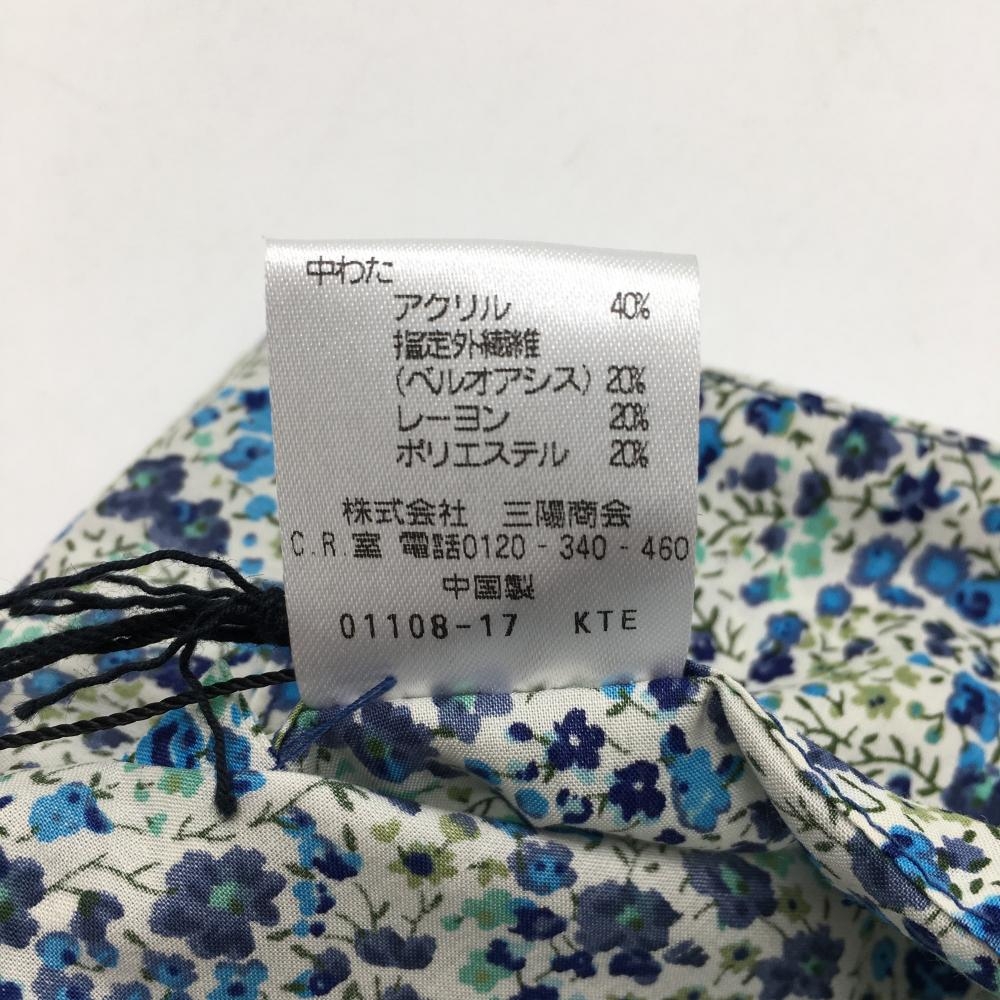 中わた
アクリル 40%
指定外繊維
(ベルオアシス) 20%
レーヨン 20%
ポリエステル 20%
株式会社 三陽商会
C.R.室 電話0120-340-460
中国製
01108-17 KTE